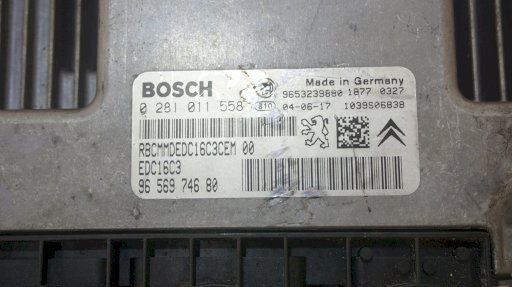 BOSCH
Made in Germany
9653239880 1877 0327
0 281 011 558 810 04-06-17 1039S06838
RBCMMDEDC16C3CEM 00
EDC16C3
96 569 746 80